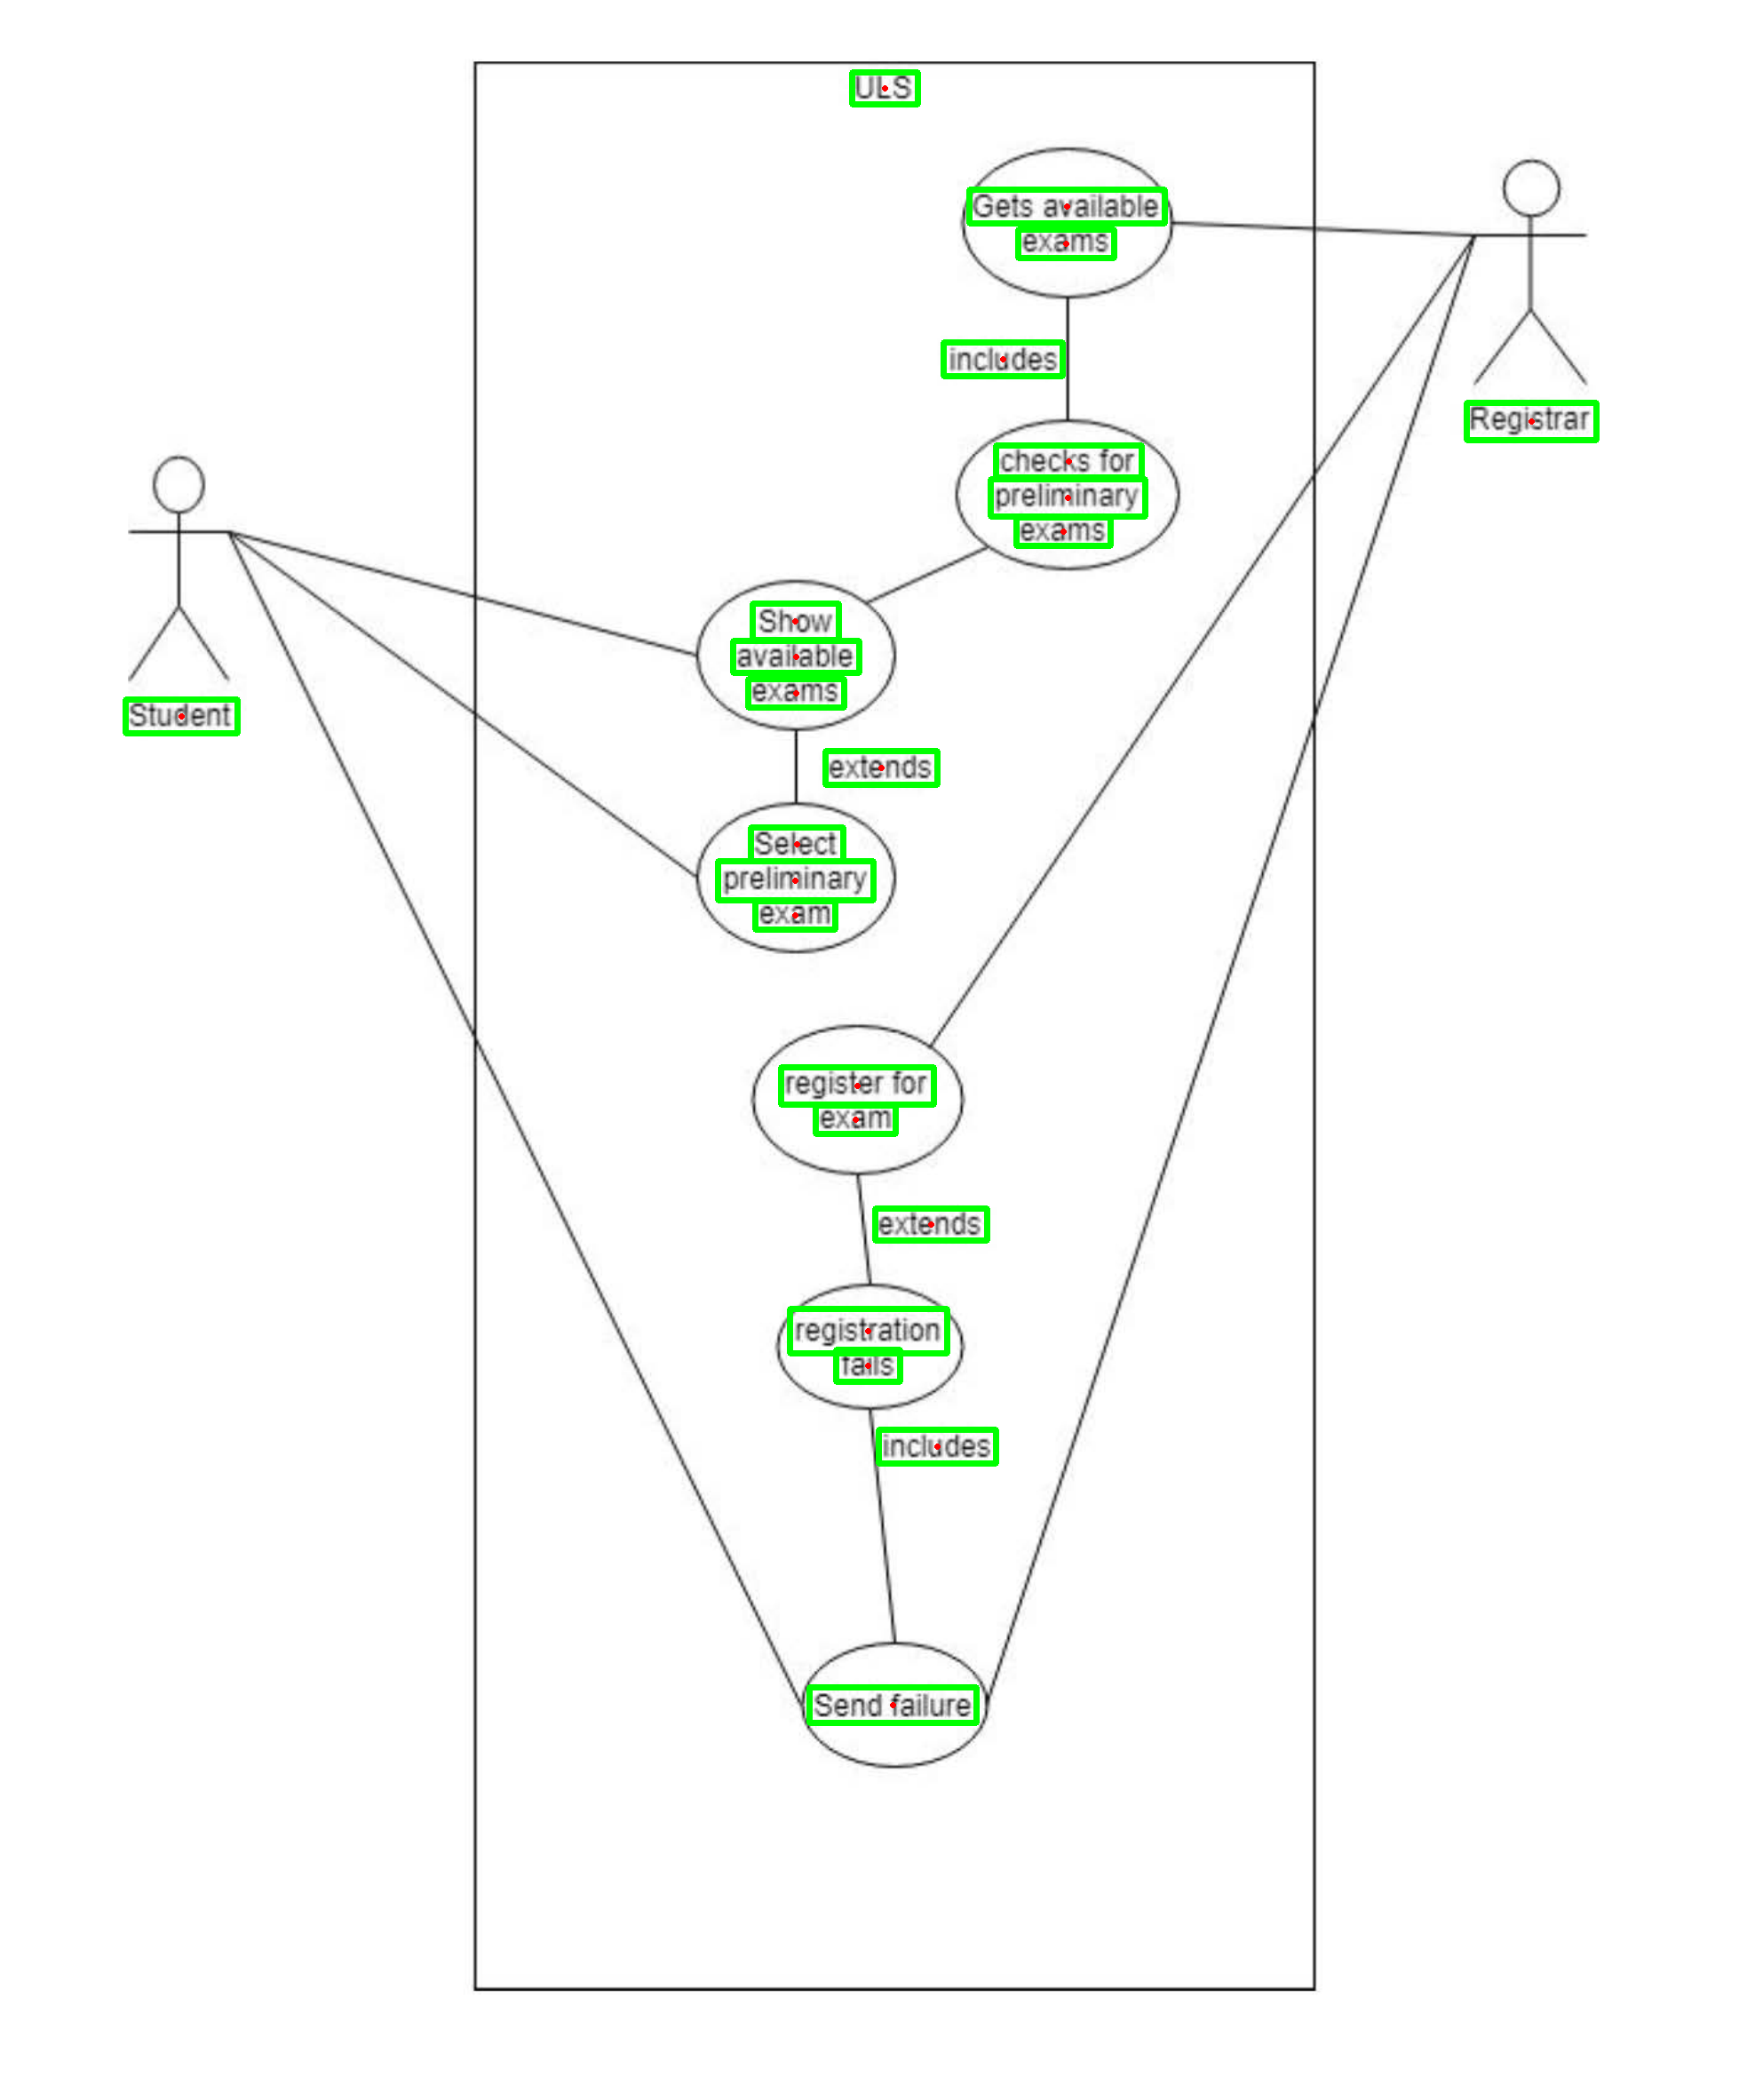 ULS
Gets available
exams
includes
Registrar
checks for
preliminary
exams
Show
available
exams
Student
extends
Select
preliminary
exam
register for
exam
extends
registration
fails
includes
Send failure